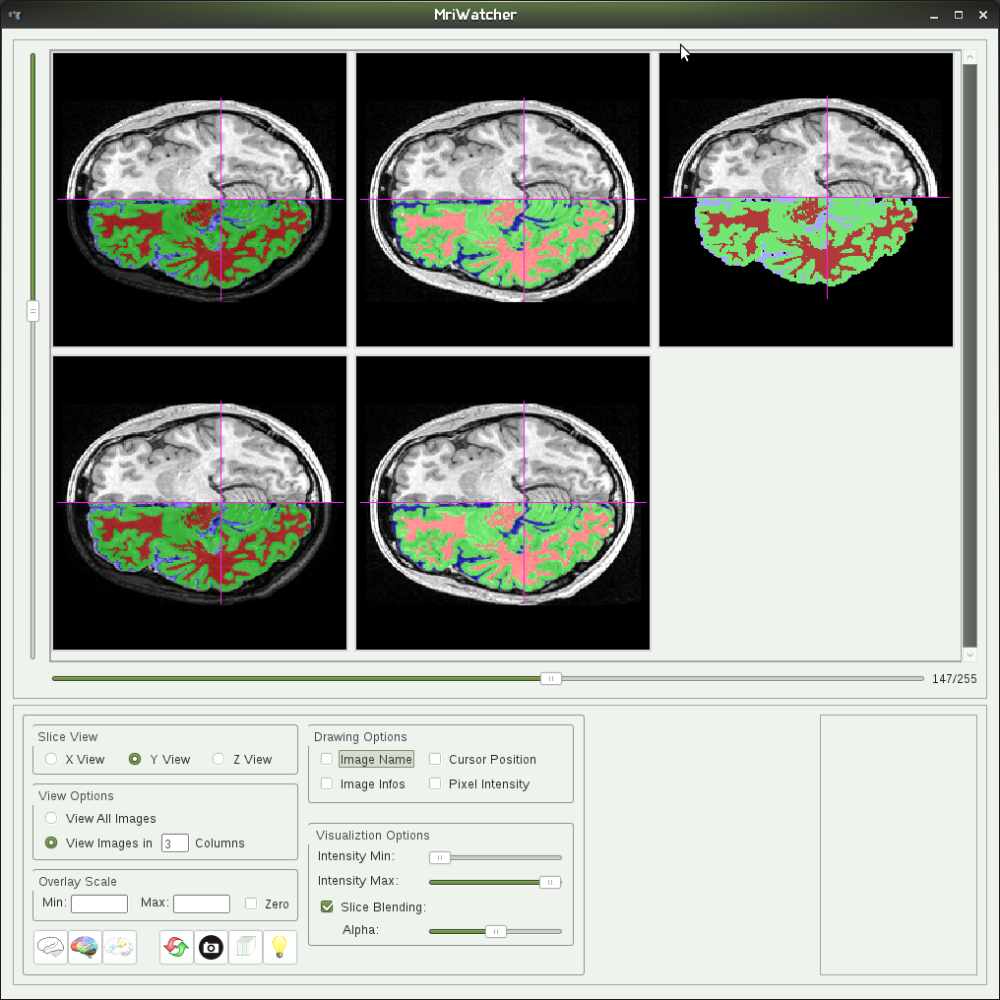 MriWatcher
147/255
Slice View
X View Y View Z View
View Options
View All Images
View Images in 3 Columns
Overlay Scale
Min: Max: Zero
Drawing Options
Image Name Cursor Position
Image Infos Pixel Intensity
Visualiztion Options
Intensity Min:
Intensity Max:
Slice Blending:
Alpha: